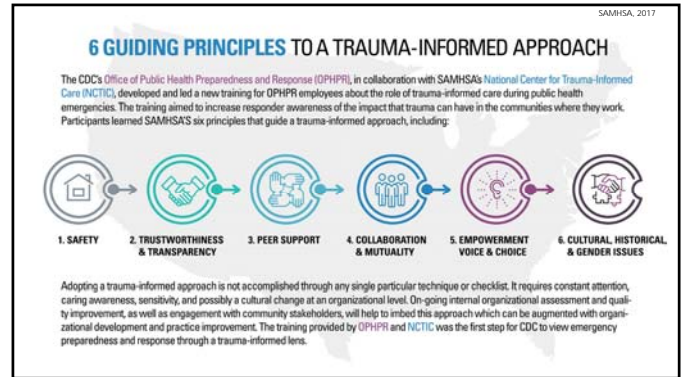 SAMHSA, 2017
6 GUIDING PRINCIPLES TO A TRAUMA-INFORMED APPROACH
The CDC's Office of Public Health Preparedness and Response (OPHPR), in collaboration with SAMHSA's National Center for Trauma-Informed
Care (NCTIC), developed and led a new training for OPHPR employees about the role of trauma-informed care during public health
emergencies. The training aimed to increase responder awareness of the impact that trauma can have in the communities where they work.
Participants learned SAMHSA'S six principles that guide a trauma-informed approach, including:
1. SAFETY
2. TRUSTWORTHINESS
& TRANSPARENCY
3. PEER SUPPORT
4. COLLABORATION
& MUTUALITY
5. EMPOWERMENT
VOICE & CHOICE
6. CULTURAL, HISTORICAL,
& GENDER ISSUES
Adopting a trauma-informed approach is not accomplished through any single particular technique or checklist. It requires constant attention,
caring awareness, sensitivity, and possibly a cultural change at an organizational level. On-going internal organizational assessment and quali-
ty improvement, as well as engagement with community stakeholders, will help to imbed this approach which can be augmented with organi-
zational development and practice improvement. The training provided by OPHPR and NCTIC was the first step for CDC to view emergency
preparedness and response through a trauma-informed lens.